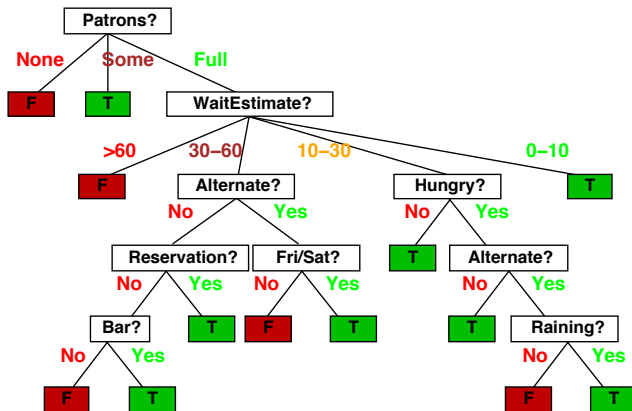 Patrons?
None Some Full
F T WaitEstimate?
>60 30–60 10–30 0–10
F Alternate? Hungry? T
No Yes No Yes
Reservation? Fri/Sat? T Alternate?
No Yes No Yes No Yes
Bar? T F T T Raining?
No Yes No Yes
F T F T